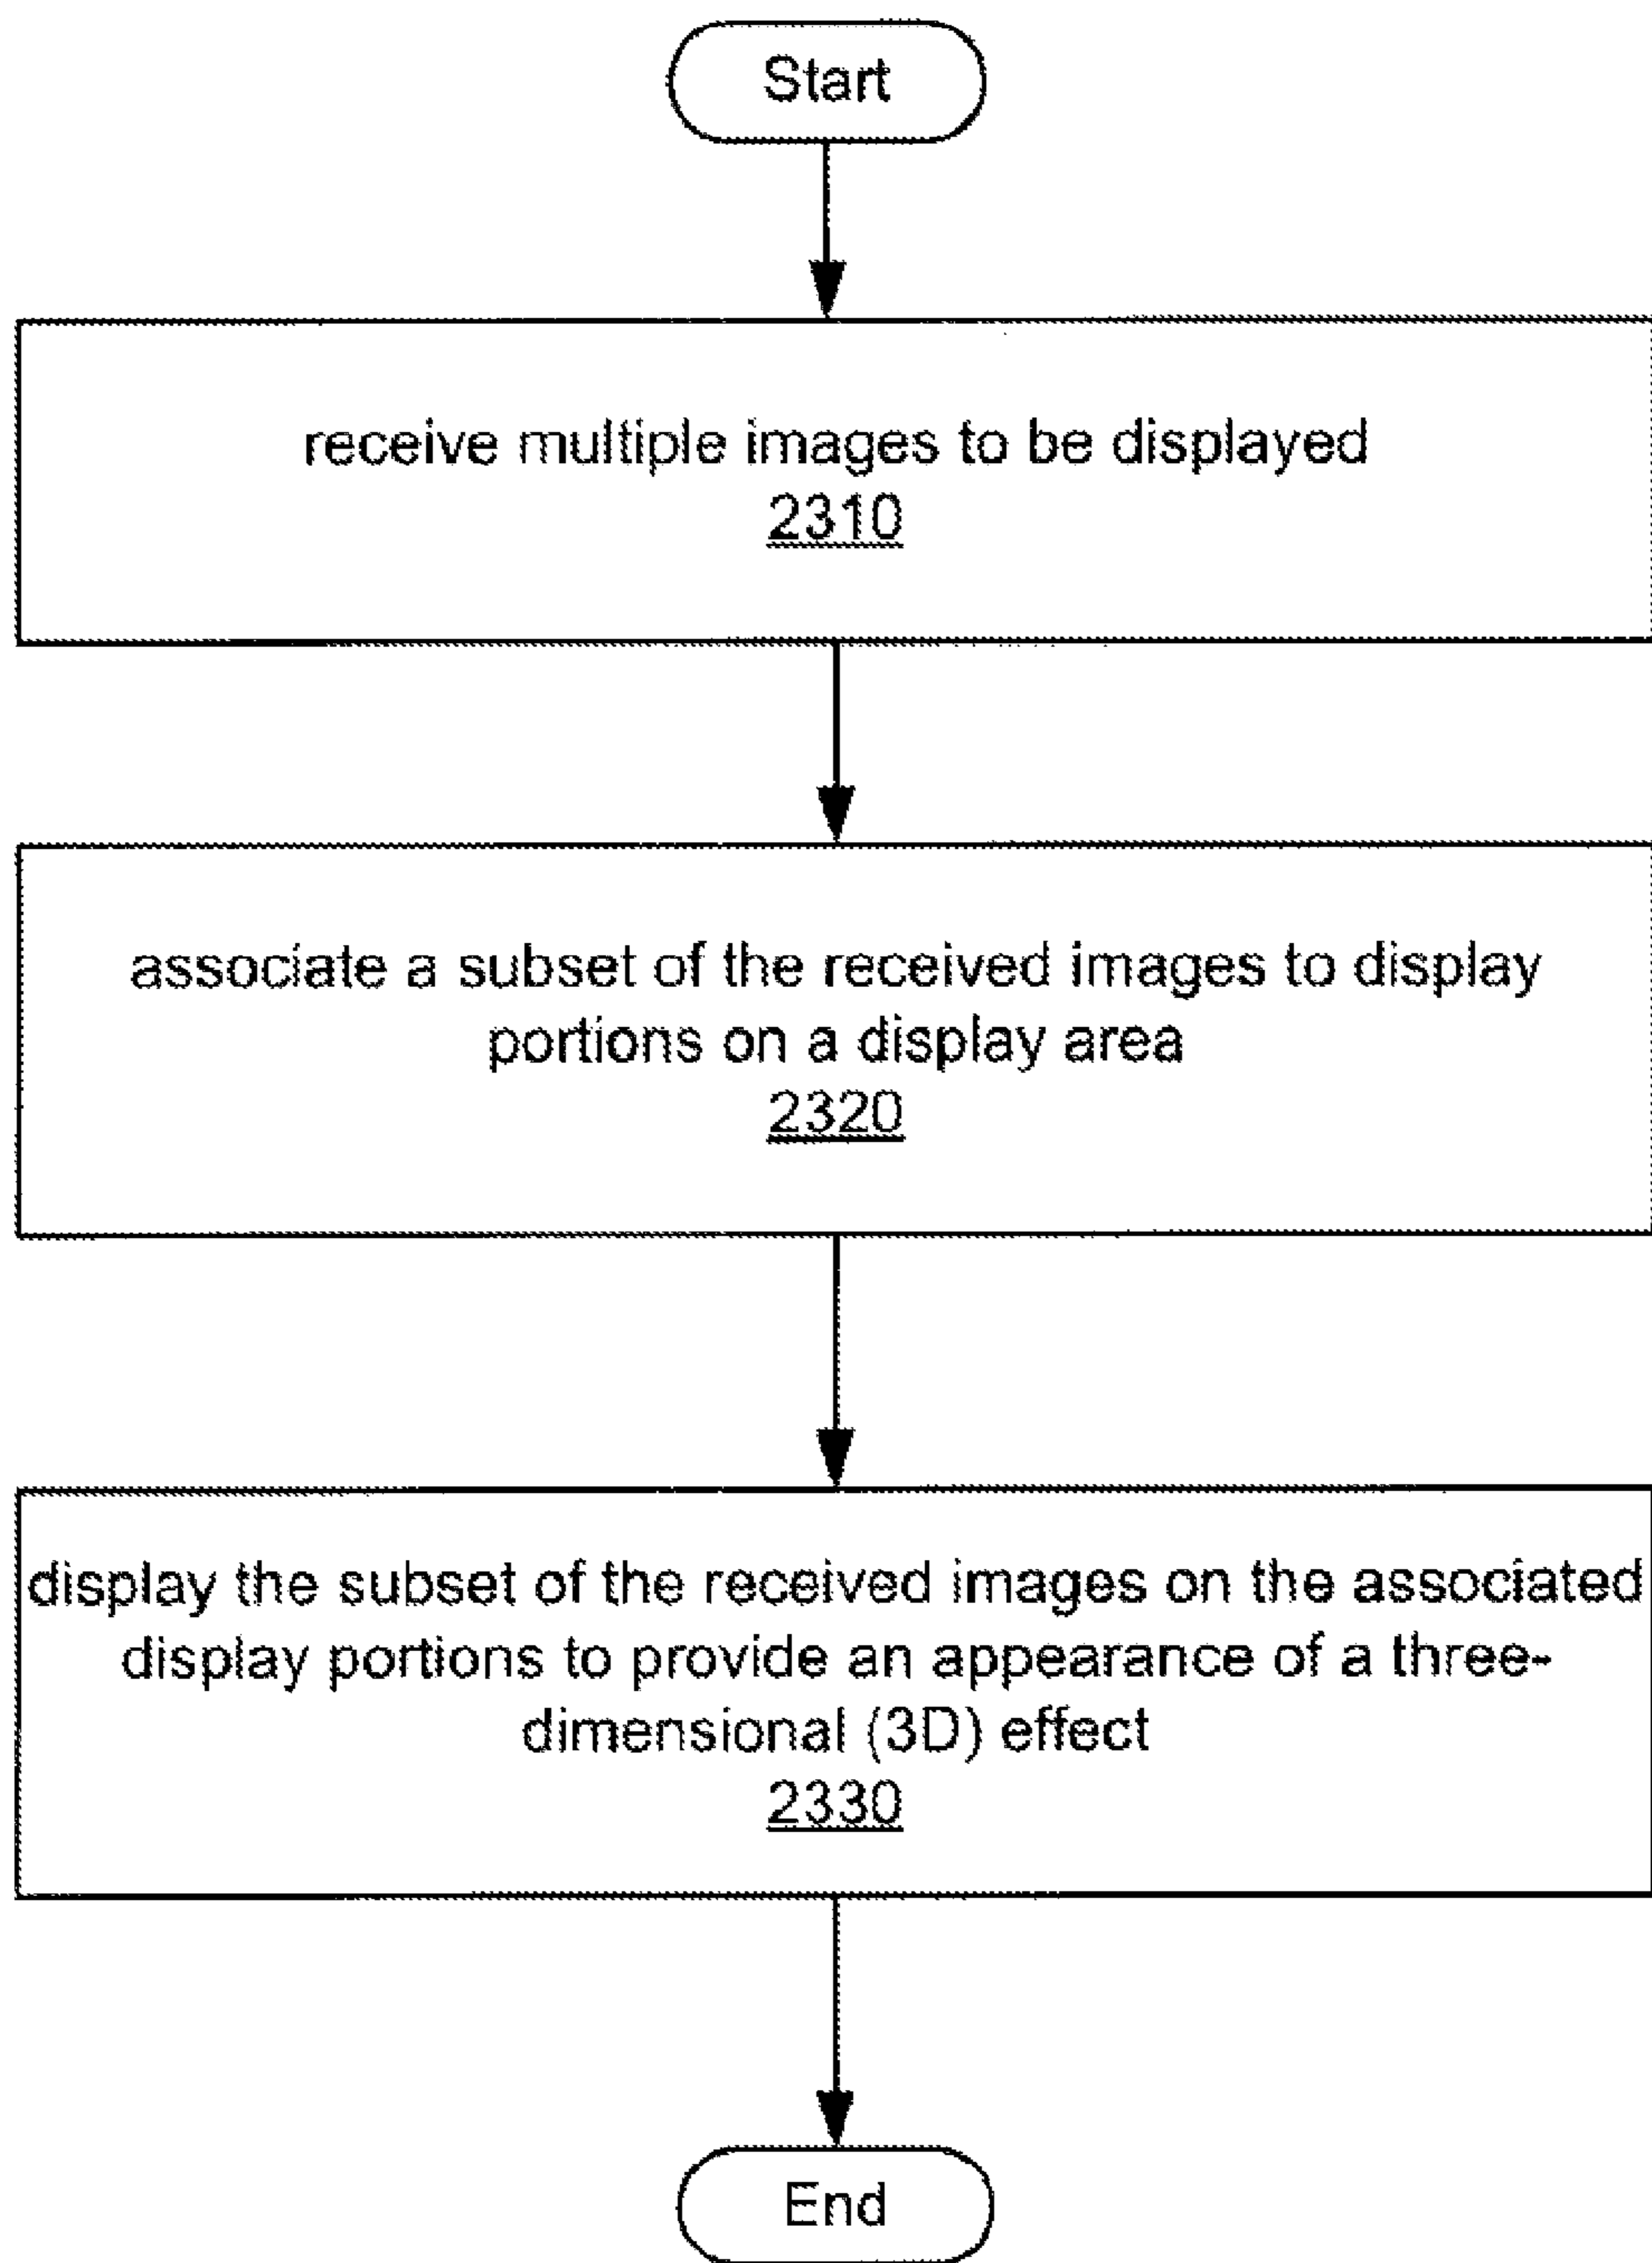 Start
receive multiple images to be displayed
2310
associate a subset of the received images to display
portions on a display area
2320
display the subset of the received images on the associated
display portions to provide an appearance of a three-
dimensional (3D) effect
2330
End